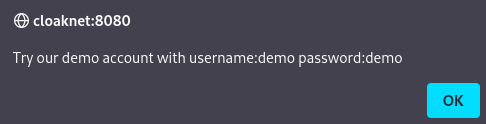 cloaknet:8080
Try our demo account with username:demo password:demo
OK